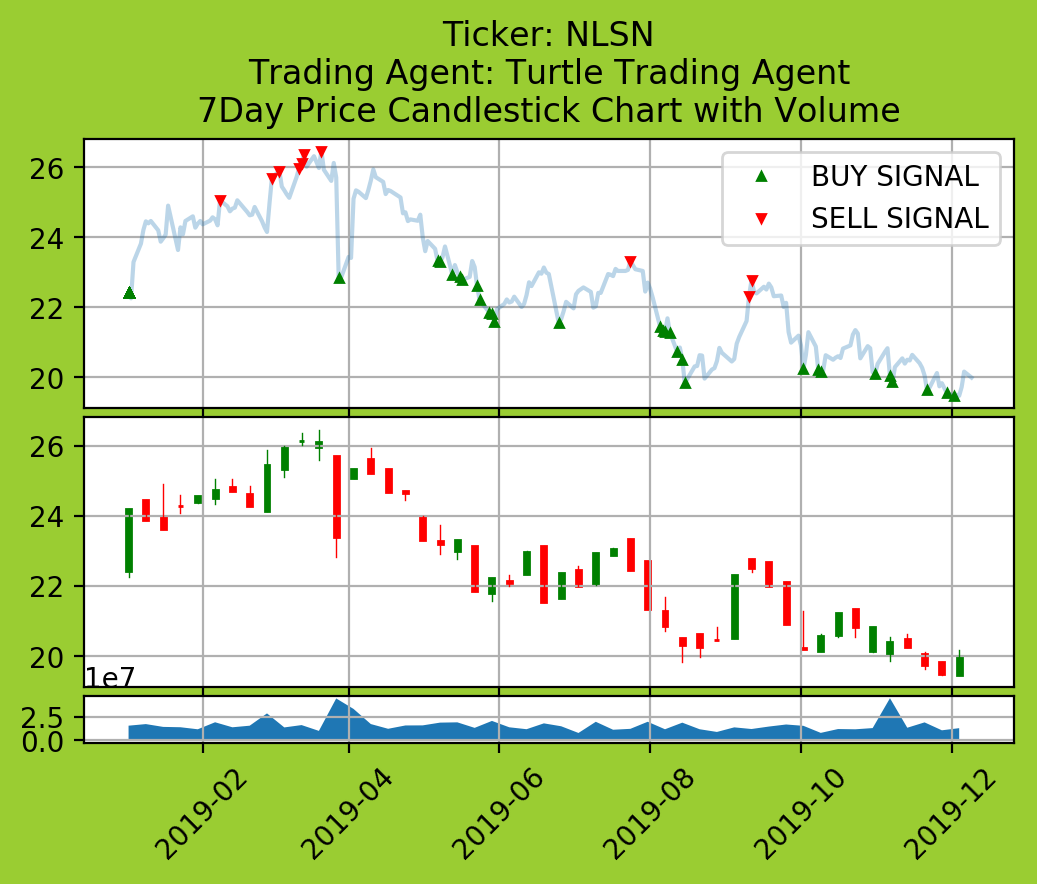 Ticker: NLSN
Trading Agent: Turtle Trading Agent
7Day Price Candlestick Chart with Volume
26
24
22
20
BUY SIGNAL
SELL SIGNAL
26
24
22
20
1e7
2.5
0.0
2019-02
2019-04
2019-06
2019-08
2019-10
2019-12